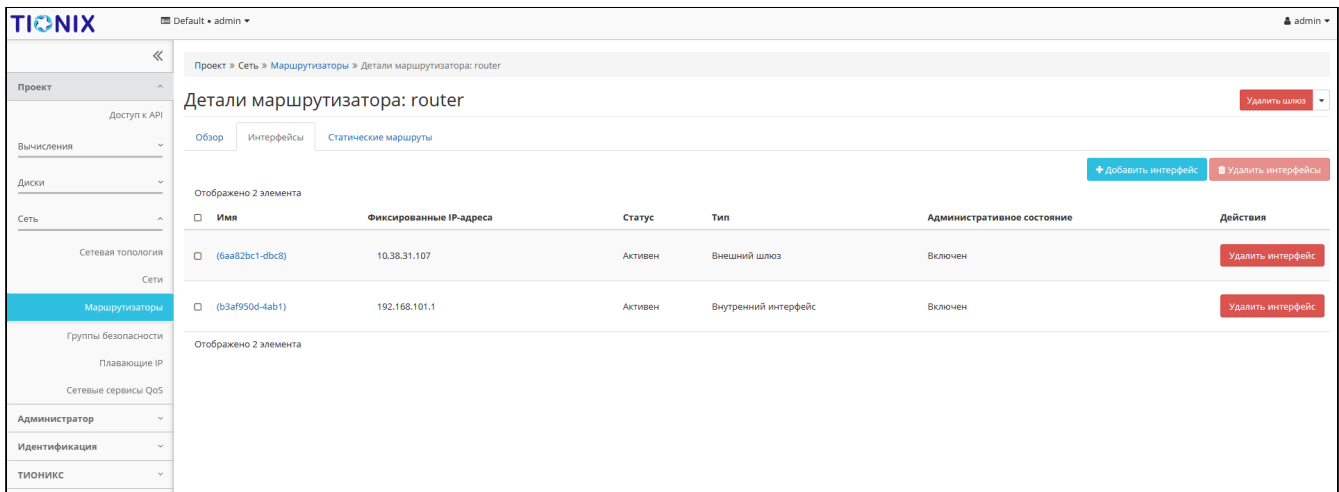 TIONIX
Default • admin
admin
Проект » Сеть » Маршрутизаторы » Детали маршрутизатора: router
Проект
Доступ к API
Вычисления
Диски
Сеть
Сетевая топология
Сети
Маршрутизаторы
Группы безопасности
Плавающие IP
Сетевые сервисы QoS
Администратор
Идентификация
ТИОНИКС
Детали маршрутизатора: router
Удалить шлюз
Обзор Интерфейсы Статические маршруты
Добавить интерфейс Удалить интерфейсы
Отображено 2 элемента
Имя Фиксированные IP-адреса Статус Тип Административное состояние Действия
(6aa82bc1-dbc8) 10.38.31.107 Активен Внешний шлюз Включен Удалить интерфейс
(b3af950d-4ab1) 192.168.101.1 Активен Внутренний интерфейс Включен Удалить интерфейс
Отображено 2 элемента